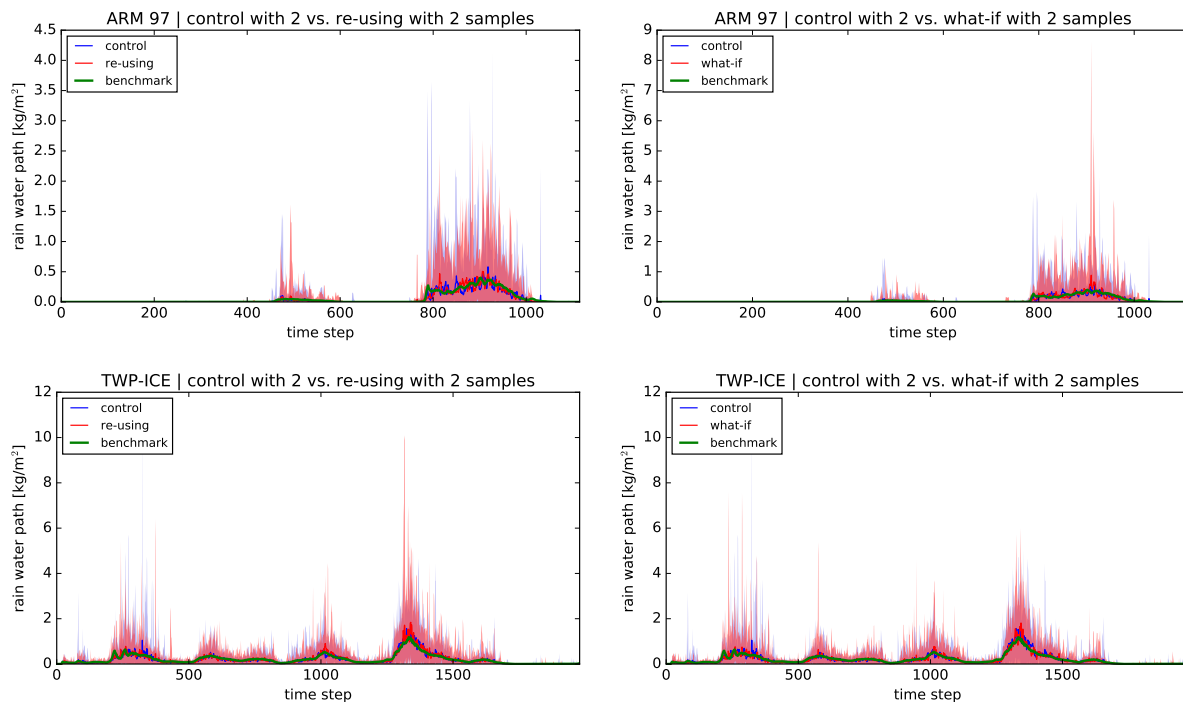 ARM 97 | control with 2 vs. re-using with 2 samples
4.5
4.0
3.5
3.0
2.5
2.0
1.5
1.0
0.5
0.0
rain water path [kg/m²]
control
re-using
benchmark
0 200 400 600 800 1000
time step
ARM 97 | control with 2 vs. what-if with 2 samples
9
8
7
6
5
4
3
2
1
0
rain water path [kg/m²]
control
what-if
benchmark
0 200 400 600 800 1000
time step
TWP-ICE | control with 2 vs. re-using with 2 samples
12
10
8
6
4
2
0
rain water path [kg/m²]
control
re-using
benchmark
0 500 1000 1500
time step
TWP-ICE | control with 2 vs. what-if with 2 samples
12
10
8
6
4
2
0
rain water path [kg/m²]
control
what-if
benchmark
0 500 1000 1500
time step